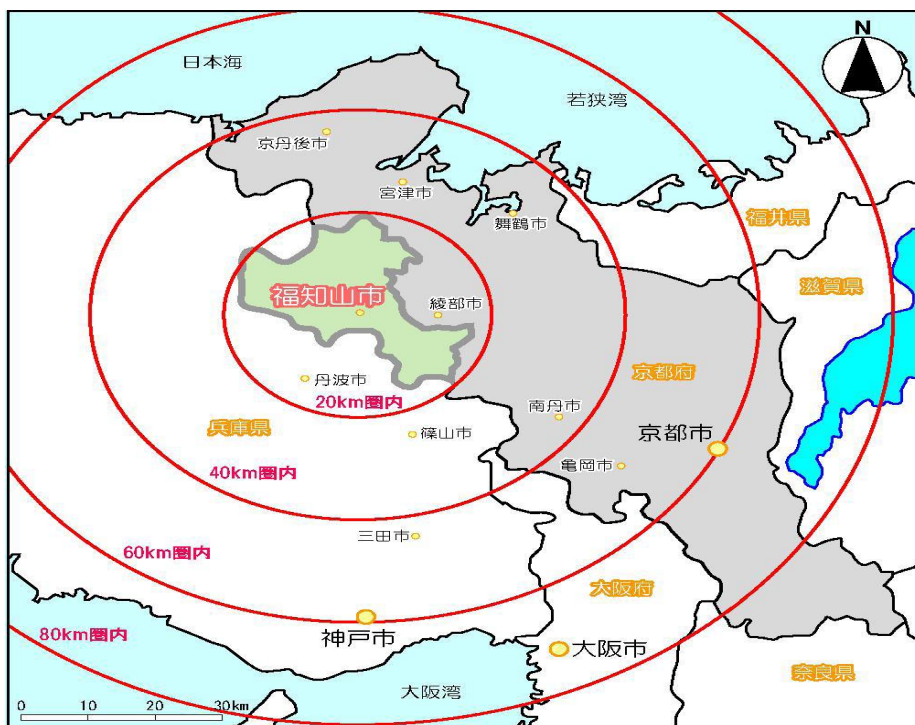 N
日本海
若狭湾
京丹後市
宮津市
舞鶴市
福井県
滋賀県
福知山市
綾部市
丹波市
京都府
20km圏内
南丹市
兵庫県
篠山市
京都市
40km圏内
亀岡市
三田市
60km圏内
大阪府
80km圏内
神戸市
大阪市
奈良県
大阪湾
0 10 20 30km